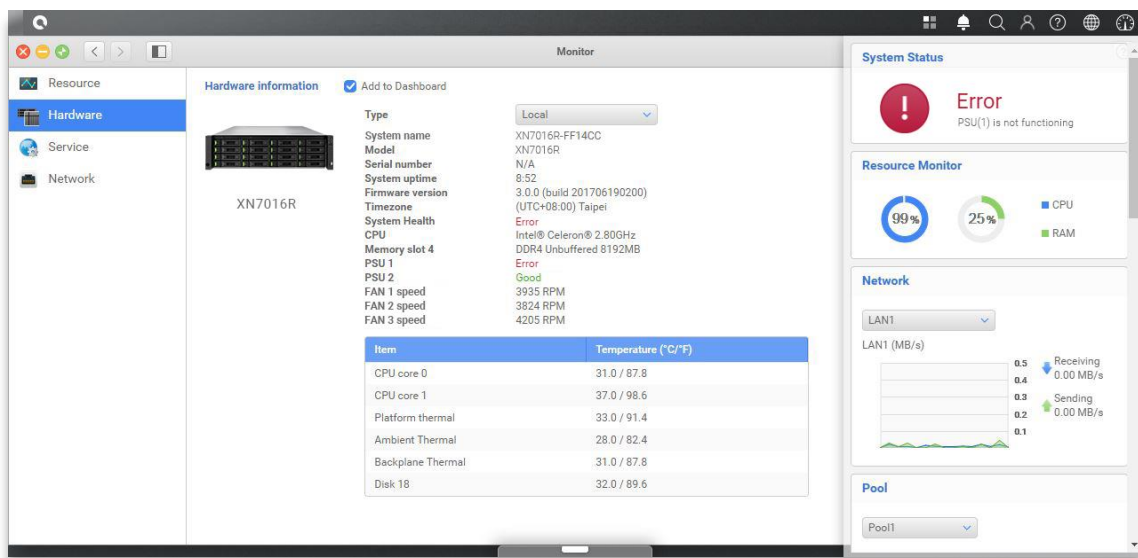 Monitor
Resource
Hardware
Service
Network
Hardware information
Add to Dashboard
XN7016R
Type Local
System name XN7016R-FF14CC
Model XN7016R
Serial number N/A
System uptime 8:52
Firmware version 3.0.0 (build 201706190200)
Timezone (UTC+08:00) Taipei
System Health Error
CPU Intel® Celeron® 2.80GHz
Memory slot 4 DDR4 Unbuffered 8192MB
PSU 1 Error
PSU 2 Good
FAN 1 speed 3935 RPM
FAN 2 speed 3824 RPM
FAN 3 speed 4205 RPM
Item Temperature (°C/°F)
CPU core 0 31.0 / 87.8
CPU core 1 37.0 / 98.6
Platform thermal 33.0 / 91.4
Ambient Thermal 28.0 / 82.4
Backplane Thermal 31.0 / 87.8
Disk 18 32.0 / 89.6
System Status
Error
PSU(1) is not functioning
Resource Monitor
99%
25%
CPU
RAM
Network
LAN1
LAN1 (MB/s)
0.5
0.4
0.3
0.2
0.1
Receiving
0.00 MB/s
Sending
0.00 MB/s
Pool
Pool1